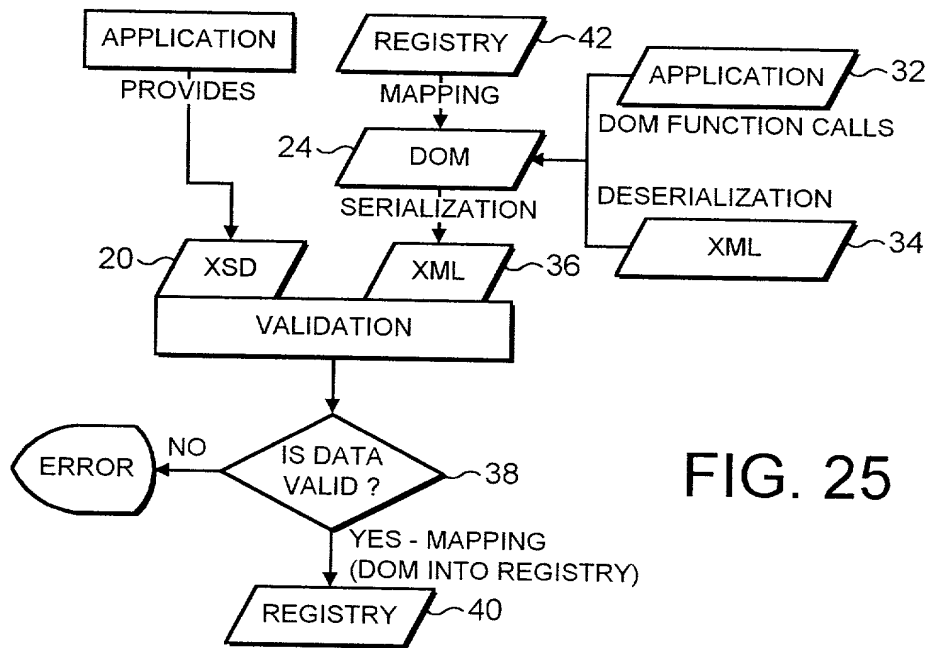 APPLICATION
PROVIDES
REGISTRY
42
MAPPING
APPLICATION
32
DOM FUNCTION CALLS
24
DOM
SERIALIZATION
DESERIALIZATION
XML
34
20
XSD
XML
36
VALIDATION
IS DATA
VALID ?
38
NO
ERROR
YES - MAPPING
(DOM INTO REGISTRY)
REGISTRY
40
FIG. 25